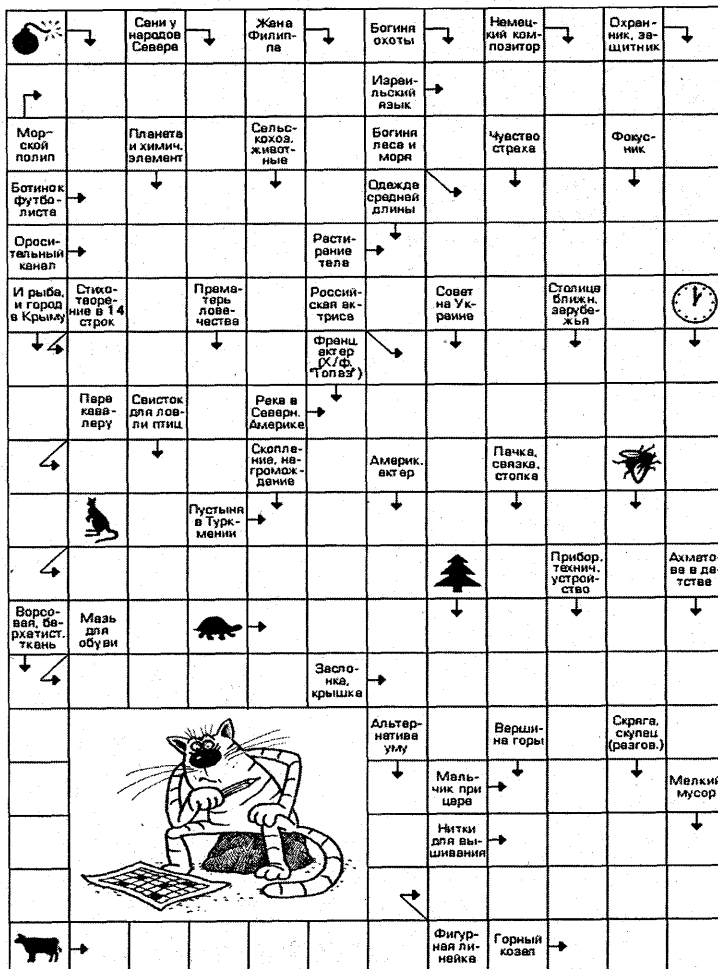 Сани у
народов
Севера
Жана
Филип-
па
Богиня
охоты
Немец-
кий ком-
позитор
Охран-
ник, за-
щитник
Израи-
льский
язык
Мор-
ской
полип
Планета
и химич.
элемент
Сельс-
кохоз.
живот-
ные
Богиня
леса и
моря
Чувство
страха
Фокус-
ник
Ботинок
футбо-
листа
Одежда
средней
длины
Ороси-
тельный
канал
Расти-
рание
тела
И рыба,
и город
в Крыму
Стихо-
творе-
ние в 14
строк
Прама-
терь
лове-
чества
Россий-
ская ак-
триса
Совет
на Ук-
раине
Столица
ближн.
зарубе-
жья
Франц.
актер
(Х./ф.
"Топаз")
Пара
кава-
леру
Свисток
для лов-
ли птиц
Река в
Северн.
Америке
Скопле-
ние, на-
громож-
дение
Америк.
актер
Пачка,
связка,
стопка
Пустыня
в Турк-
мении
Прибор,
технич.
устрой-
ство
Ахмато-
ва в де-
тстве
Ворсо-
вая, ба-
рхатист.
ткань
Мазь
для
обуви
Засло-
нка,
крышка
Альтер-
натива
уму
Верши-
на горы
Скряга,
скупец
(разгов.)
Маль-
чик при
царе
Мелкий
мусор
Нитки
для вы-
шивания
Фигур-
ная ли-
нейка
Горный
козел